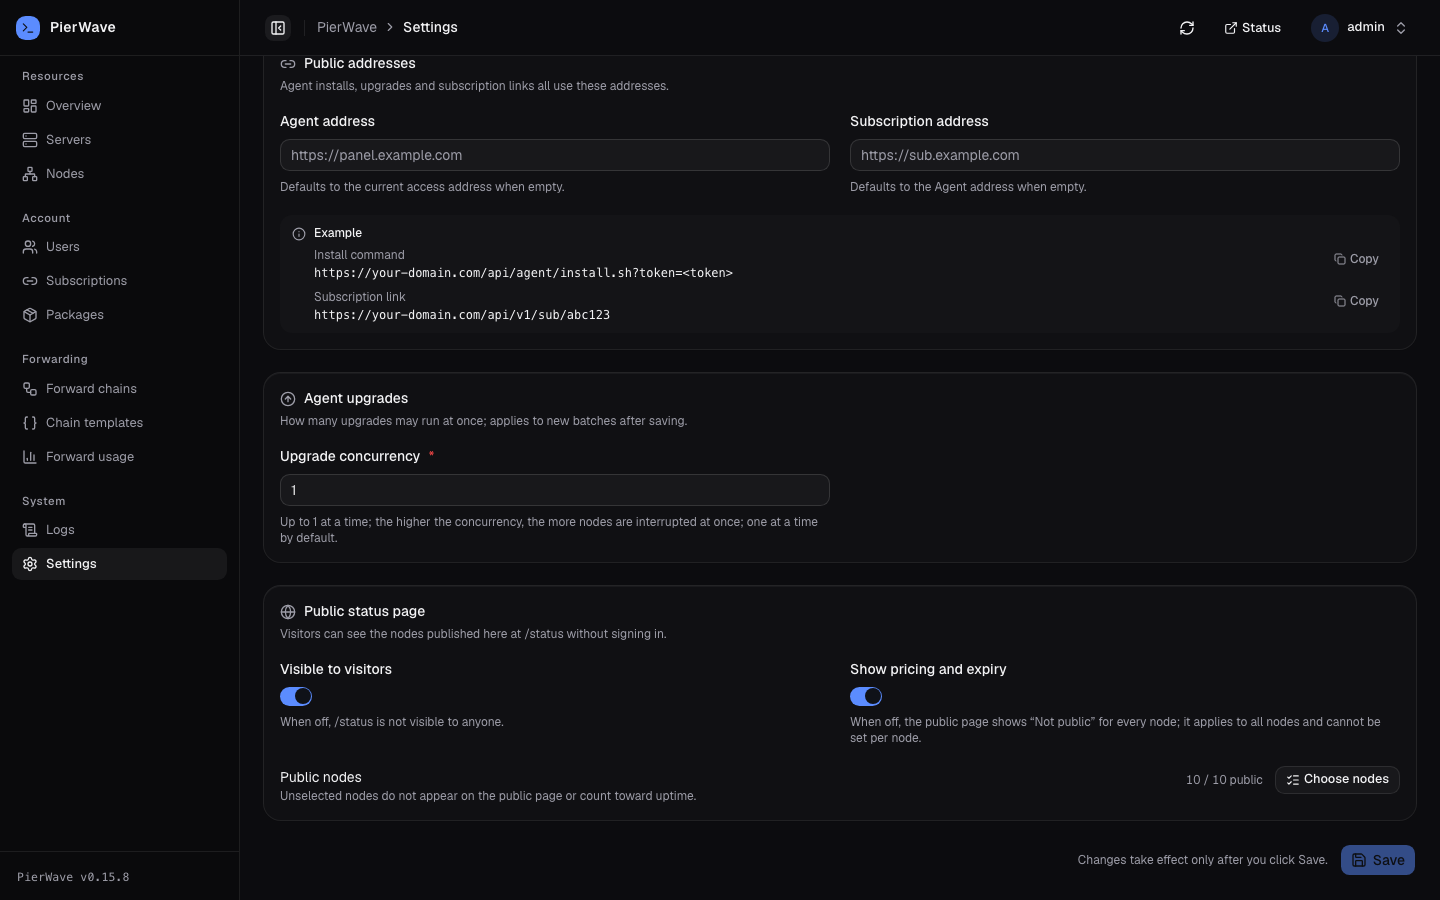 PierWave
PierWave > Settings
Status
A
admin
Resources
Overview
Servers
Nodes
Account
Users
Subscriptions
Packages
Forwarding
Forward chains
Chain templates
Forward usage
System
Logs
Settings
PierWave v0.15.8
Public addresses
Agent installs, upgrades and subscription links all use these addresses.
Agent address
https://panel.example.com
Defaults to the current access address when empty.
Subscription address
https://sub.example.com
Defaults to the Agent address when empty.
Example
Install command
https://your-domain.com/api/agent/install.sh?token=<token>
Copy
Subscription link
https://your-domain.com/api/v1/sub/abc123
Copy
Agent upgrades
How many upgrades may run at once; applies to new batches after saving.
Upgrade concurrency *
1
Up to 1 at a time; the higher the concurrency, the more nodes are interrupted at once; one at a time
by default.
Public status page
Visitors can see the nodes published here at /status without signing in.
Visible to visitors
When off, /status is not visible to anyone.
Show pricing and expiry
When off, the public page shows “Not public” for every node; it applies to all nodes and cannot be
set per node.
Public nodes
Unselected nodes do not appear on the public page or count toward uptime.
10 / 10 public
Choose nodes
Changes take effect only after you click Save.
Save